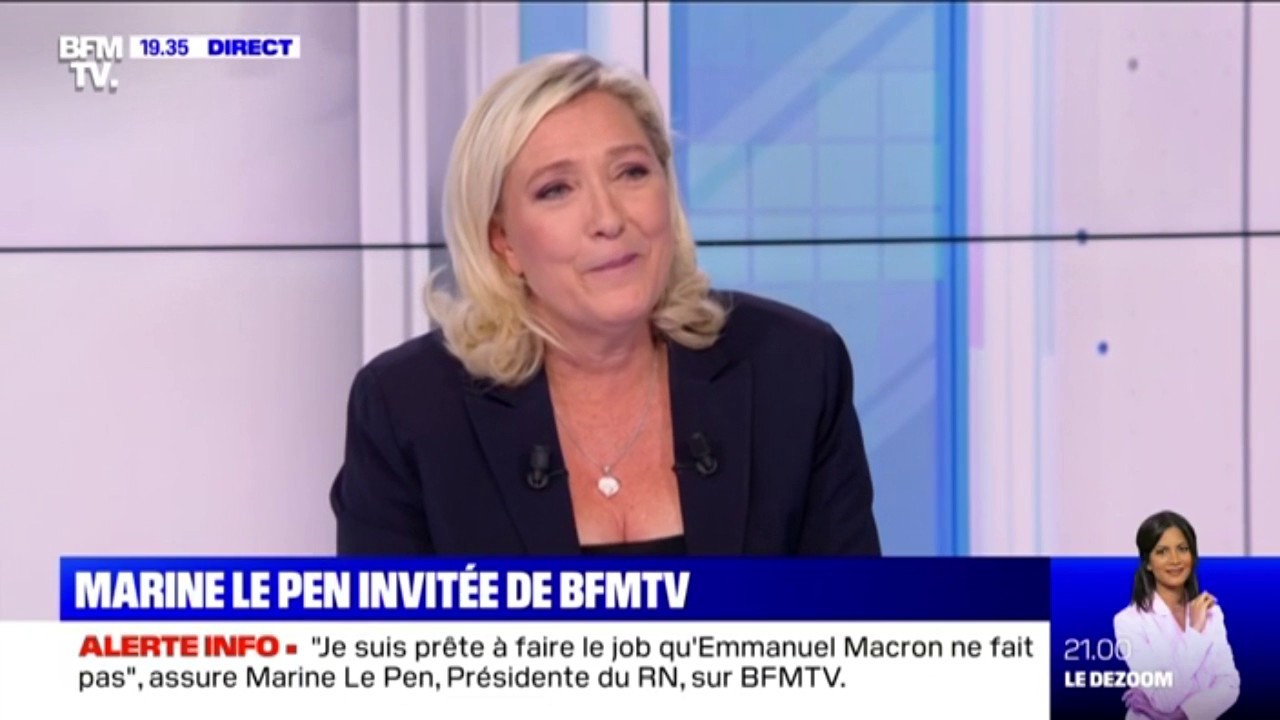 BFM
TV.
19.35 DIRECT
MARINE LE PEN INVITÉE DE BFMTV
ALERTE INFO ▪ "Je suis prête à faire le job qu'Emmanuel Macron ne fait
pas", assure Marine Le Pen, Présidente du RN, sur BFMTV.
21.00
LE DEZOOM